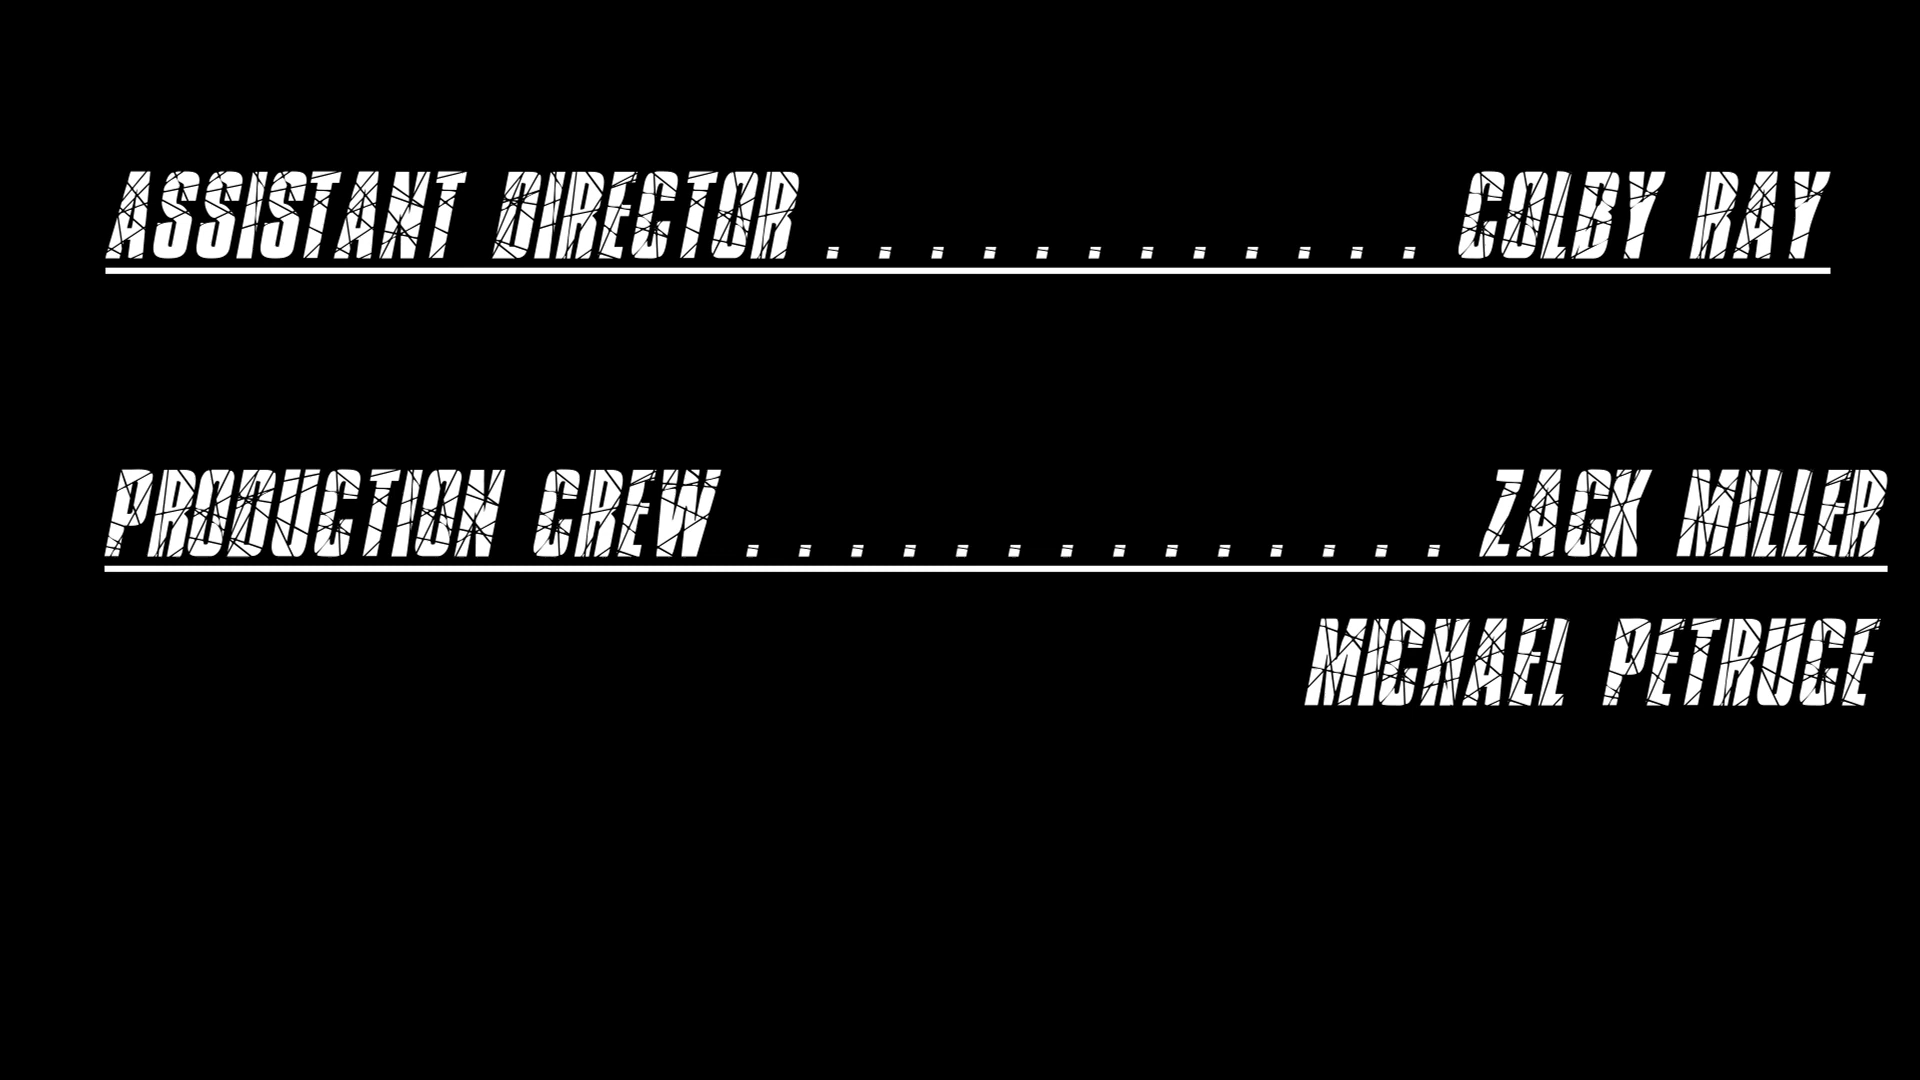 ASSISTANT DIRECTOR . . . . . . . . . . . . COLBY RAY
PRODUCTION CREW . . . . . . . . . . . . . . ZACK MILLER
MICHAEL PETRUCE